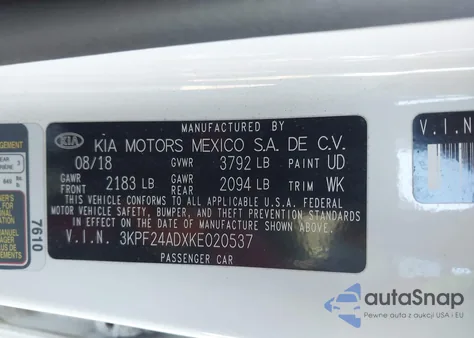 MANUFACTURED BY
KIA KIA MOTORS MEXICO S.A. DE C.V.
08/18 GVWR 3792 LB PAINT UD
GAWR FRONT 2183 LB GAWR REAR 2094 LB TRIM WK
THIS VEHICLE CONFORMS TO ALL APPLICABLE U.S.A. FEDERAL
MOTOR VEHICLE SAFETY, BUMPER, AND THEFT PREVENTION STANDARDS
IN EFFECT ON THE DATE OF MANUFACTURE SHOWN ABOVE.
V.I.N. 3KPF24ADXKE020537
PASSENGER CAR
7610
V.I.N
autoSnap
Pewne auta z aukcji USA i EU